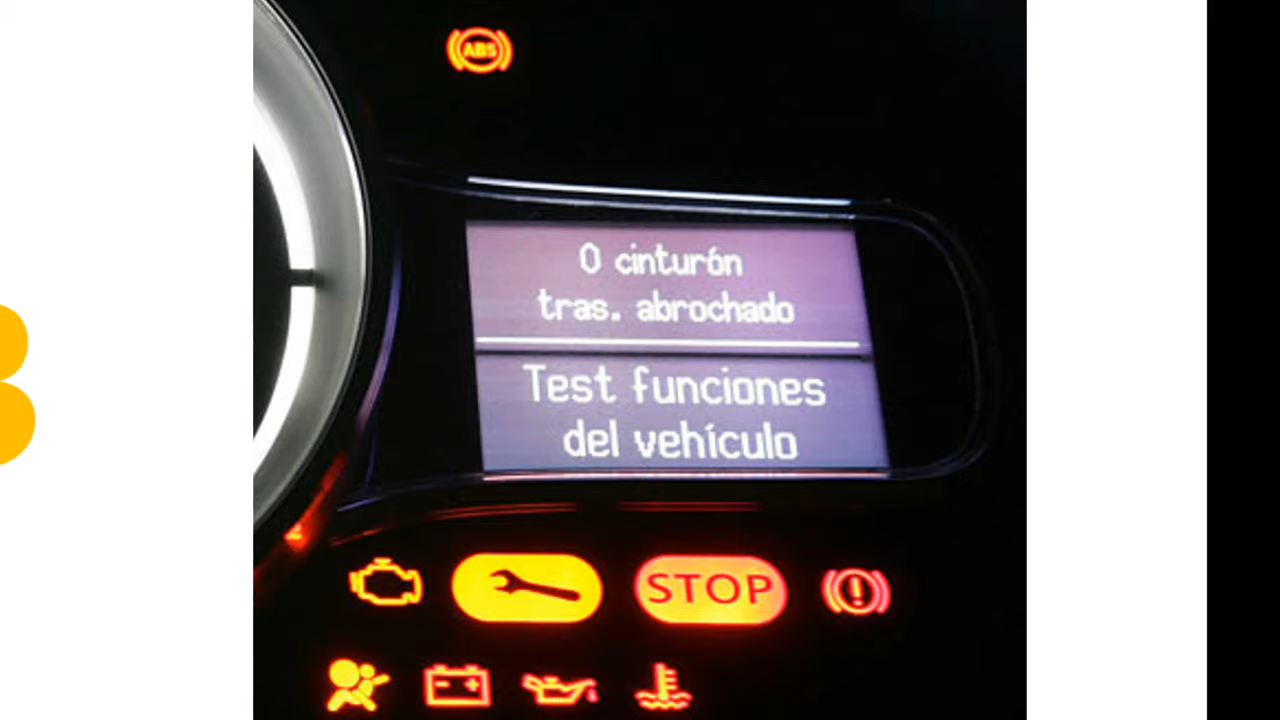 ABS
0 cinturón
tras. abrochado
Test funciones
del vehículo
STOP